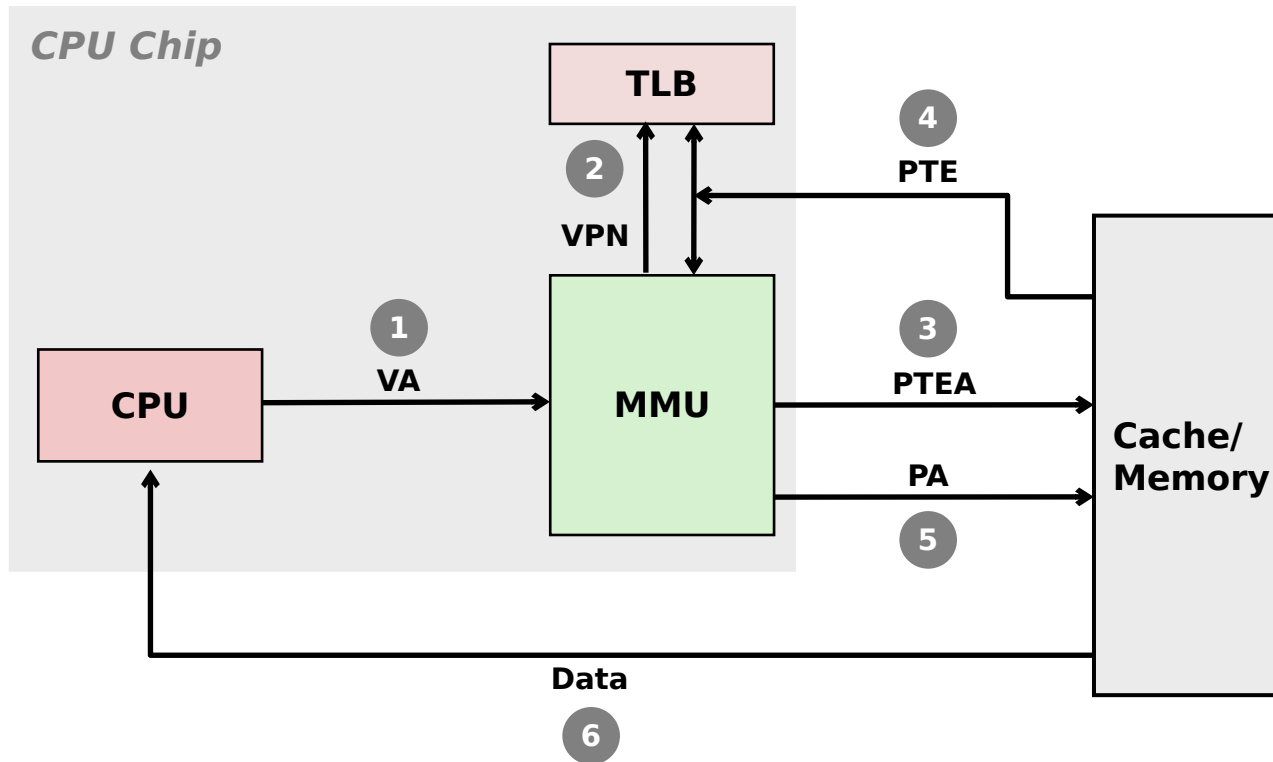 CPU Chip
TLB
4
PTE
2
VPN
1
VA
3
PTEA
CPU
MMU
Cache/
Memory
PA
5
Data
6